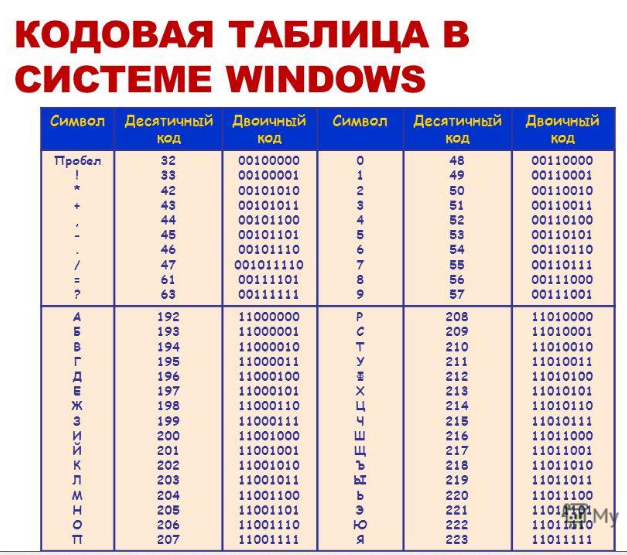 КОДОВАЯ ТАБЛИЦА В
СИСТЕМЕ WINDOWS
Символ Десятичный код Двоичный код Символ Десятичный код Двоичный код
Пробел 32 00100000 0 48 00110000
! 33 00100001 1 49 00110001
* 42 00101010 2 50 00110010
+ 43 00101011 3 51 00110011
, 44 00101100 4 52 00110100
- 45 00101101 5 53 00110101
. 46 00101110 6 54 00110110
/ 47 001011110 7 55 00110111
= 61 00111101 8 56 00111000
? 63 00111111 9 57 00111001
А 192 11000000 Р 208 11010000
Б 193 11000001 С 209 11010001
В 194 11000010 Т 210 11010010
Г 195 11000011 У 211 11010011
Д 196 11000100 Ф 212 11010100
Е 197 11000101 Х 213 11010101
Ж 198 11000110 Ц 214 11010110
З 199 11000111 Ч 215 11010111
И 200 11001000 Ш 216 11011000
Й 201 11001001 Щ 217 11011001
К 202 11001010 Ъ 218 11011010
Л 203 11001011 Ы 219 11011011
М 204 11001100 Ь 220 11011100
Н 205 11001101 Э 221
О 206 11001110 Ю 222
П 207 11001111 Я 223 11011111
My